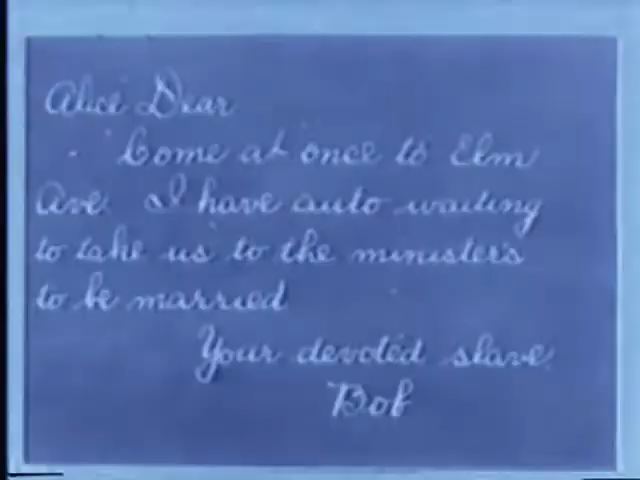 Alice Dear
Come at once to Elm
Ave. I have auto waiting
to take us to the minister's
to be married
Your devoted slave.
Bob